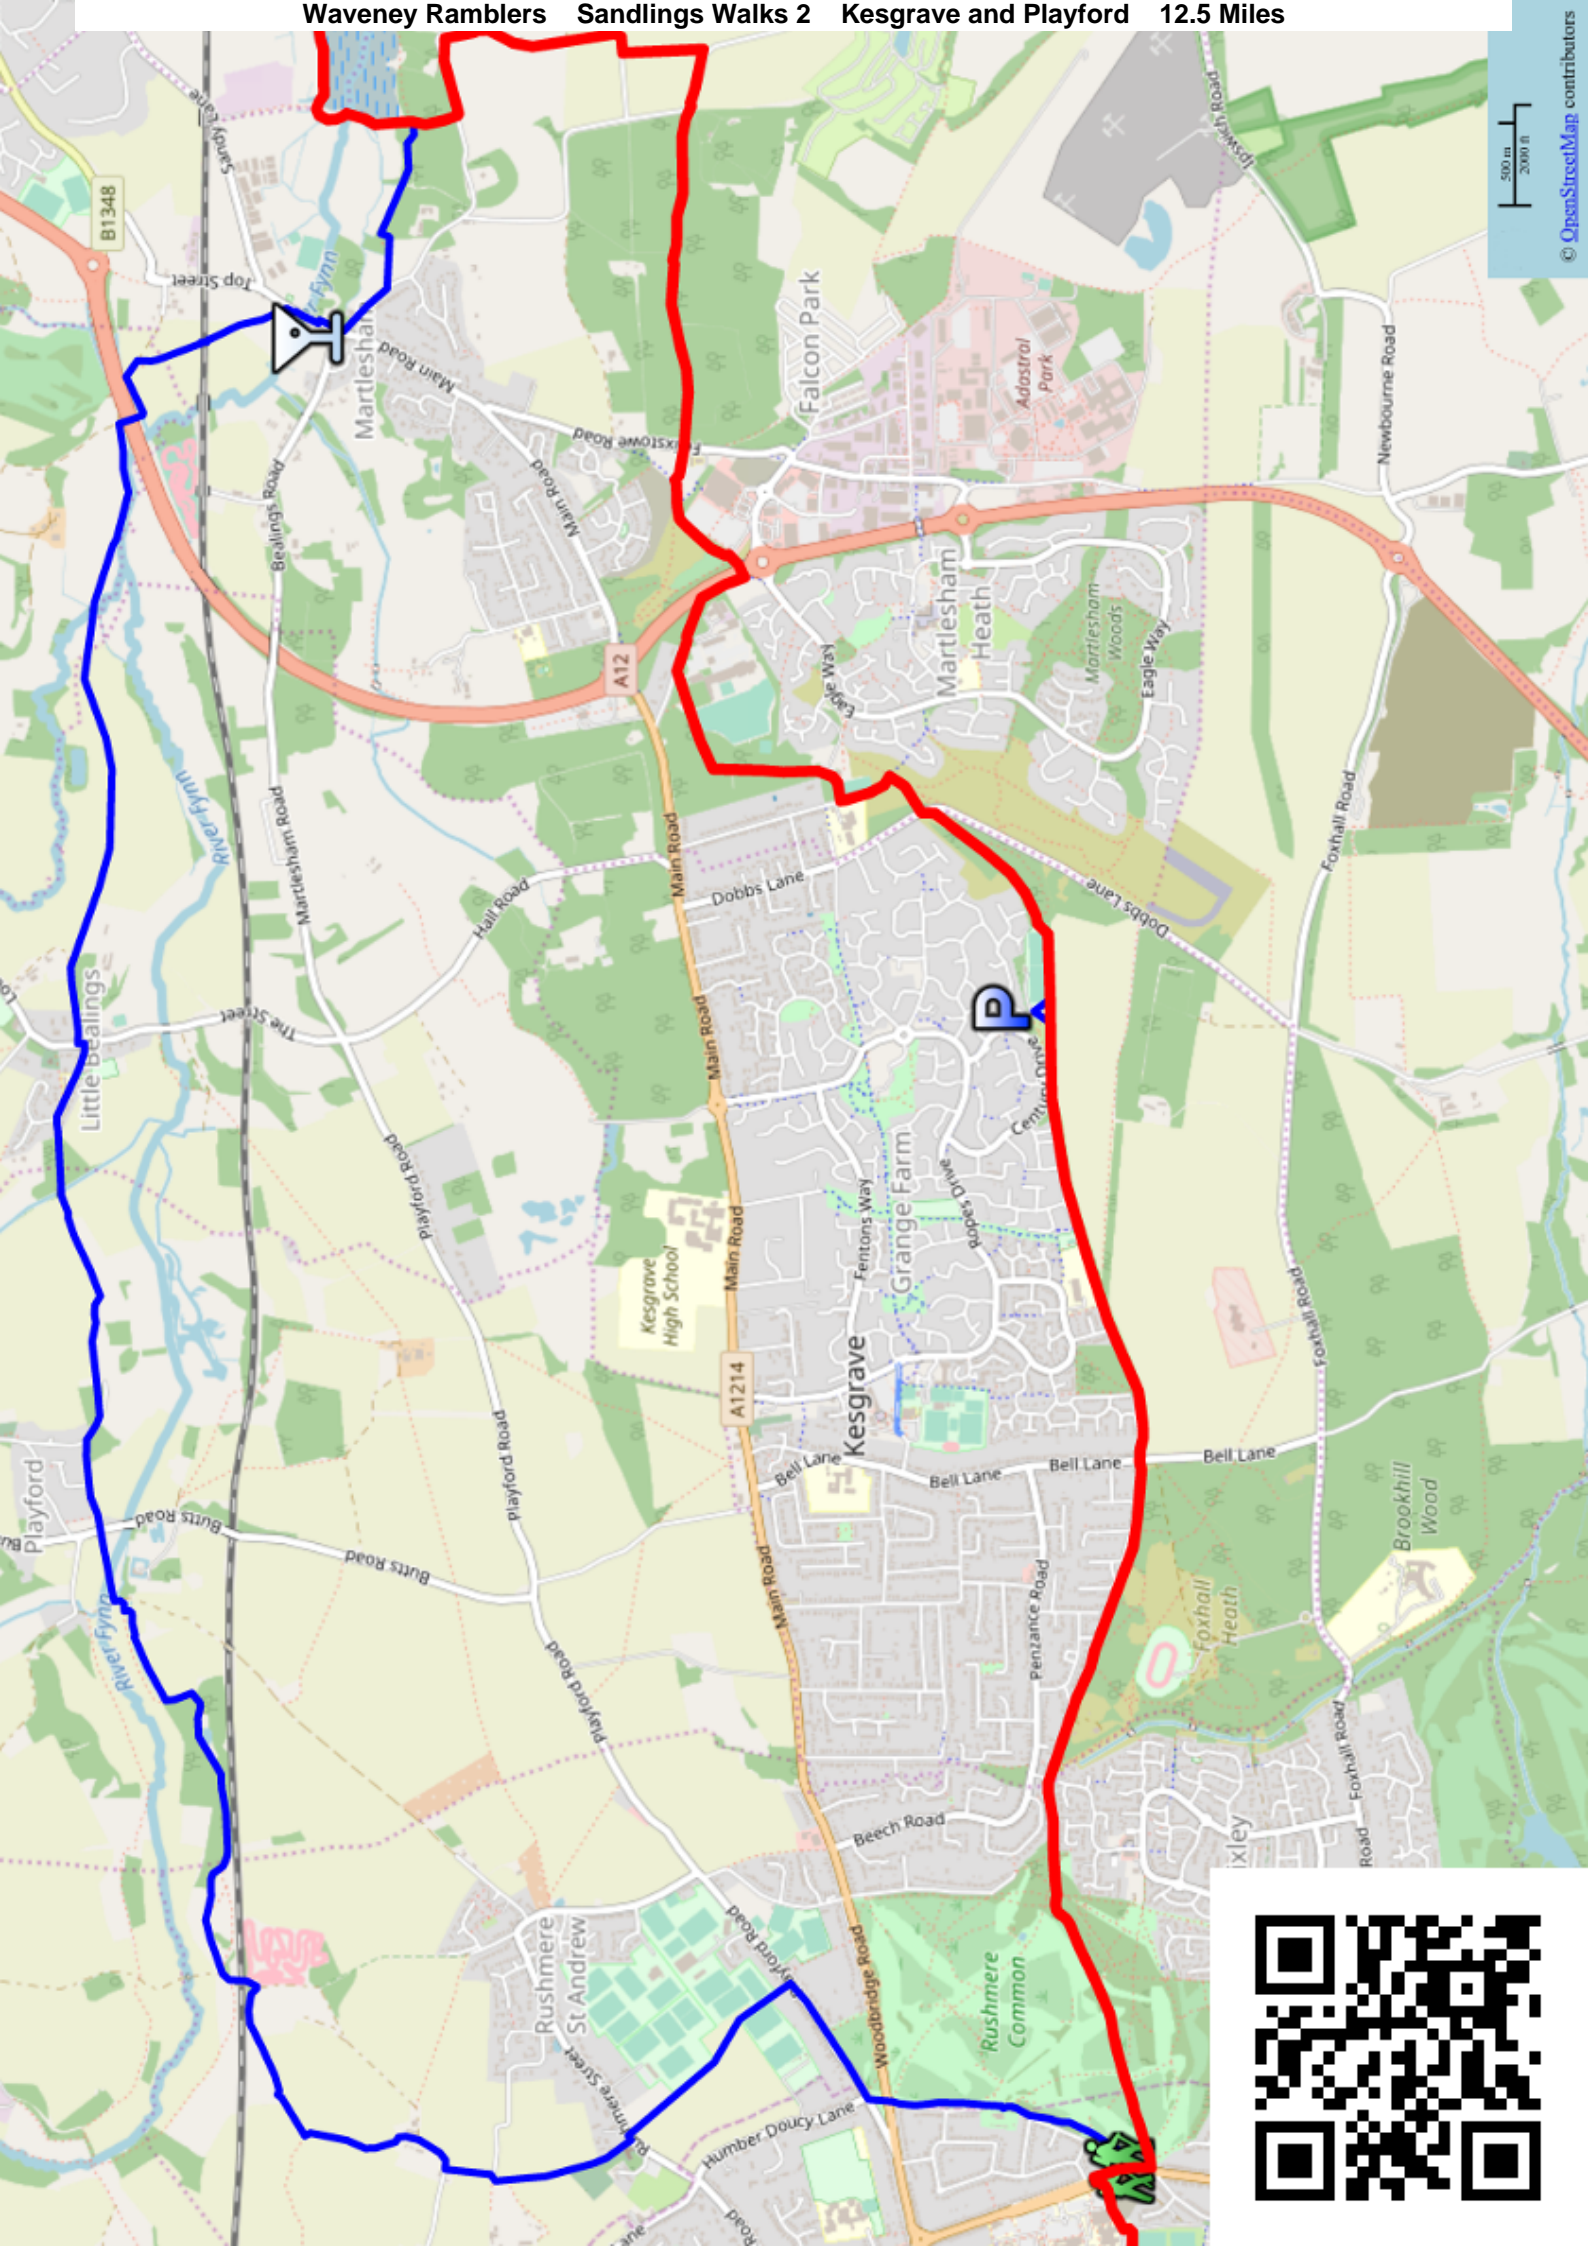 Waveney Ramblers    Sandlings Walks 2    Kesgrave and Playford    12.5 Miles
© OpenStreetMap contributors
500 m
2000 ft
Sandy Lane
B1348
Top Street
Martlesham
Main Road
Felixstowe Road
Falcon Park
Adastral
Park
Ipswich Road
Newbourne Road
Bealings Road
Main Road
A12
Eagle Way
Martlesham
Heath
Martlesham
Woods
Eagle Way
Foxhall Road
River Fynn
Martlesham Road
Hall Road
Main Road
Dobbs Lane
Dobbs Lane
Little Bealings
The Street
Main Road
P
Century Drive
Playford Road
Kesgrave
High School
Main Road
Fentons Way
Grange Farm
Ropes Drive
Foxhall Road
A1214
Kesgrave
Bell Lane
Bell Lane
Bell Lane
Bell Lane
Playford
Butts Road
Butts Road
Playford Road
Main Road
Penzance Road
Foxhall
Heath
Brookhill
Wood
River Fynn
Playford Road
Beech Road
Foxhall Road
Road
Rushmere
St Andrew
Woodbridge Road
Rushmere
Common
Rushmere Street
Humber Doucy Lane
Road